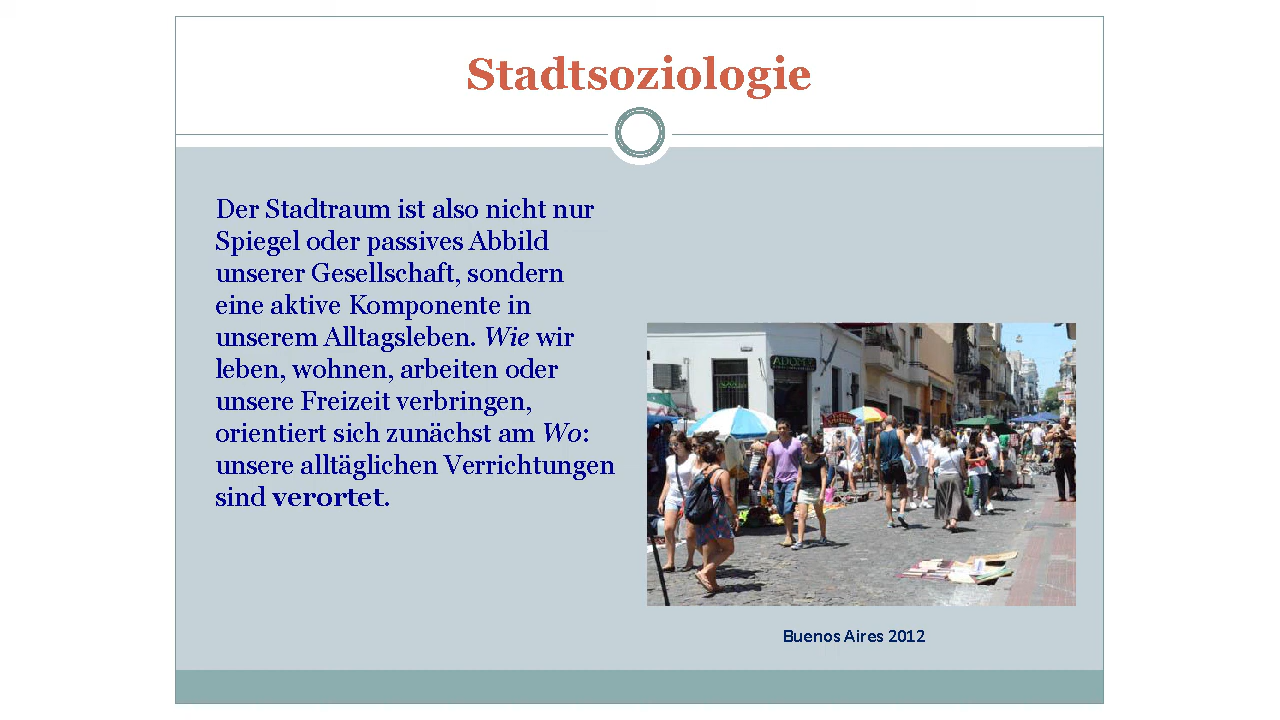 Stadtsoziologie
Der Stadtraum ist also nicht nur
Spiegel oder passives Abbild
unserer Gesellschaft, sondern
eine aktive Komponente in
unserem Alltagsleben. Wie wir
leben, wohnen, arbeiten oder
unsere Freizeit verbringen,
orientiert sich zunächst am Wo:
unsere alltäglichen Verrichtungen
sind verortet.
Buenos Aires 2012